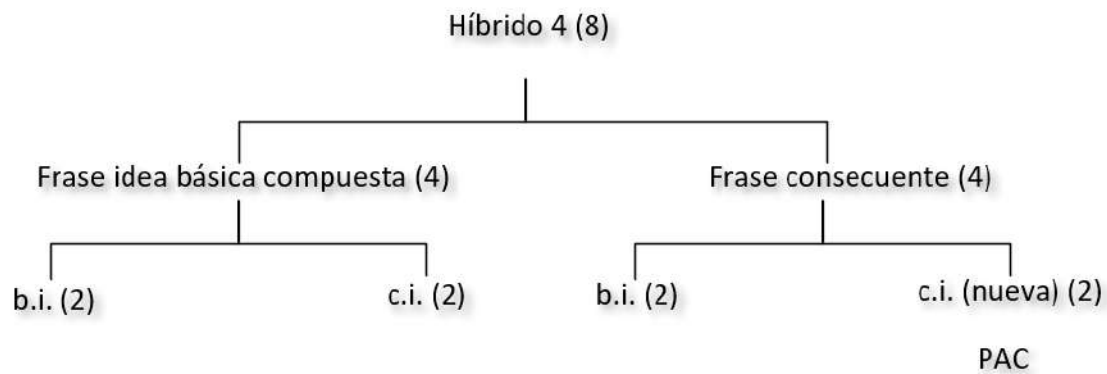 Híbrido 4 (8)
Frase idea básica compuesta (4)
Frase consecuente (4)
b.i. (2)
c.i. (2)
b.i. (2)
c.i. (nueva) (2)
PAC